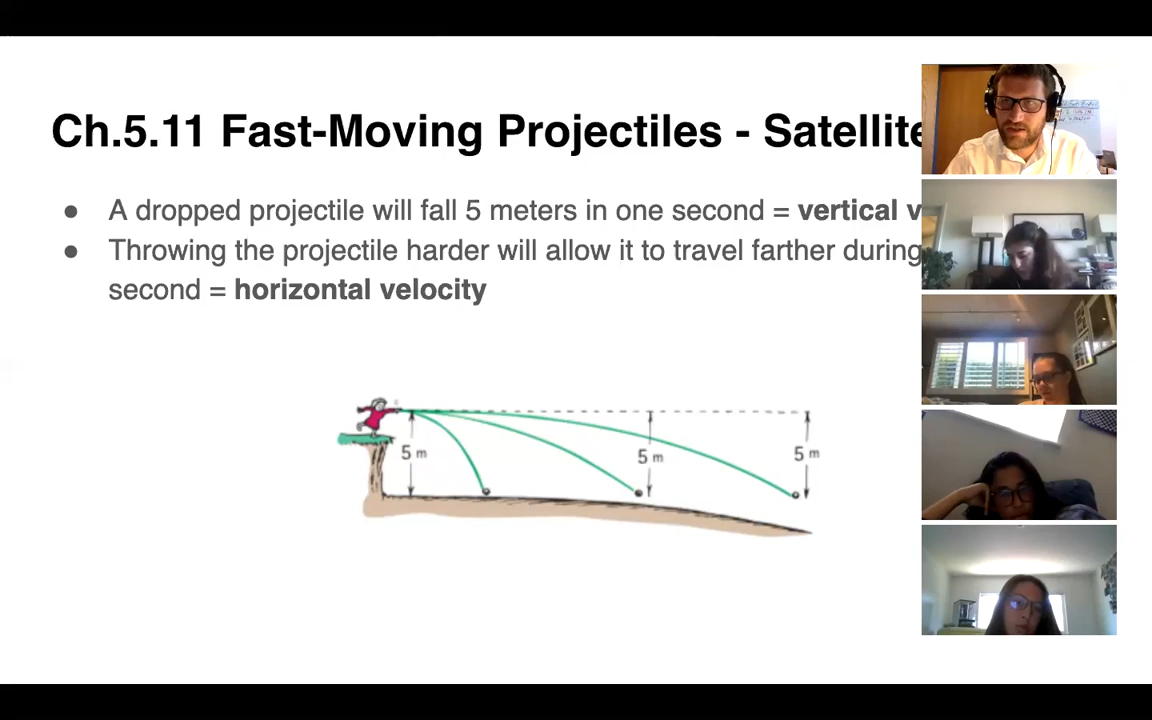 Ch.5.11 Fast-Moving Projectiles - Satellite
● A dropped projectile will fall 5 meters in one second = vertical v
● Throwing the projectile harder will allow it to travel farther during
second = horizontal velocity
5 m
5 m
5 m